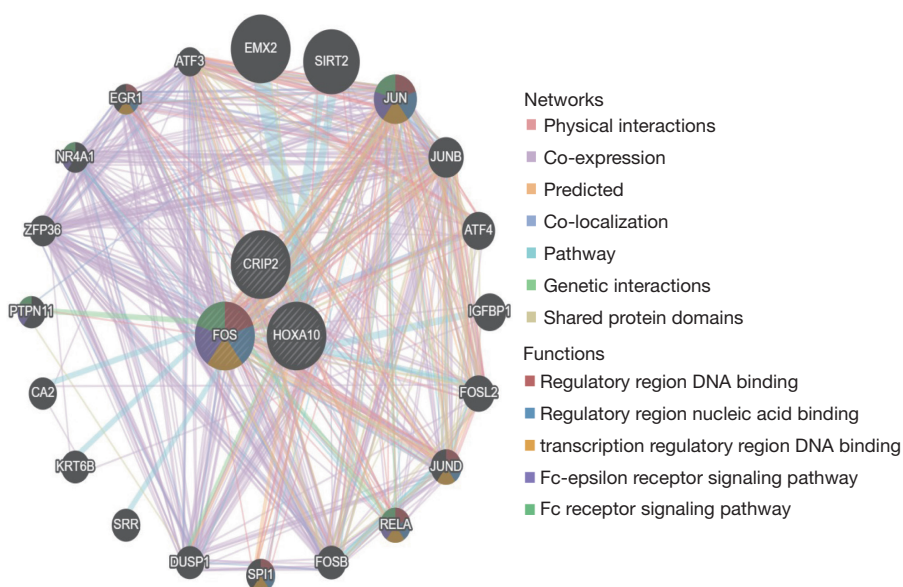 EMX2
SIRT2
ATF3
JUN
EGR1
NR4A1
JUNB
ZFP36
ATF4
CRIP2
PTPN11
FOS
HOXA10
IGFBP1
CA2
FOSL2
KRT6B
JUND
SRR
RELA
DUSP1
SPI1
FOSB
Networks
Physical interactions
Co-expression
Predicted
Co-localization
Pathway
Genetic interactions
Shared protein domains
Functions
Regulatory region DNA binding
Regulatory region nucleic acid binding
transcription regulatory region DNA binding
Fc-epsilon receptor signaling pathway
Fc receptor signaling pathway